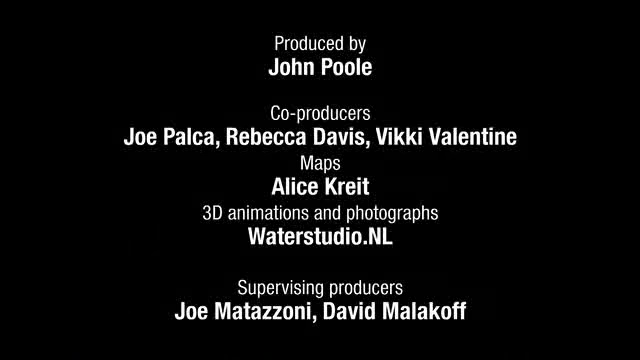 Produced by
John Poole
Co-producers
Joe Palca, Rebecca Davis, Vikki Valentine
Maps
Alice Kreit
3D animations and photographs
Waterstudio.NL
Supervising producers
Joe Matazzoni, David Malakoff